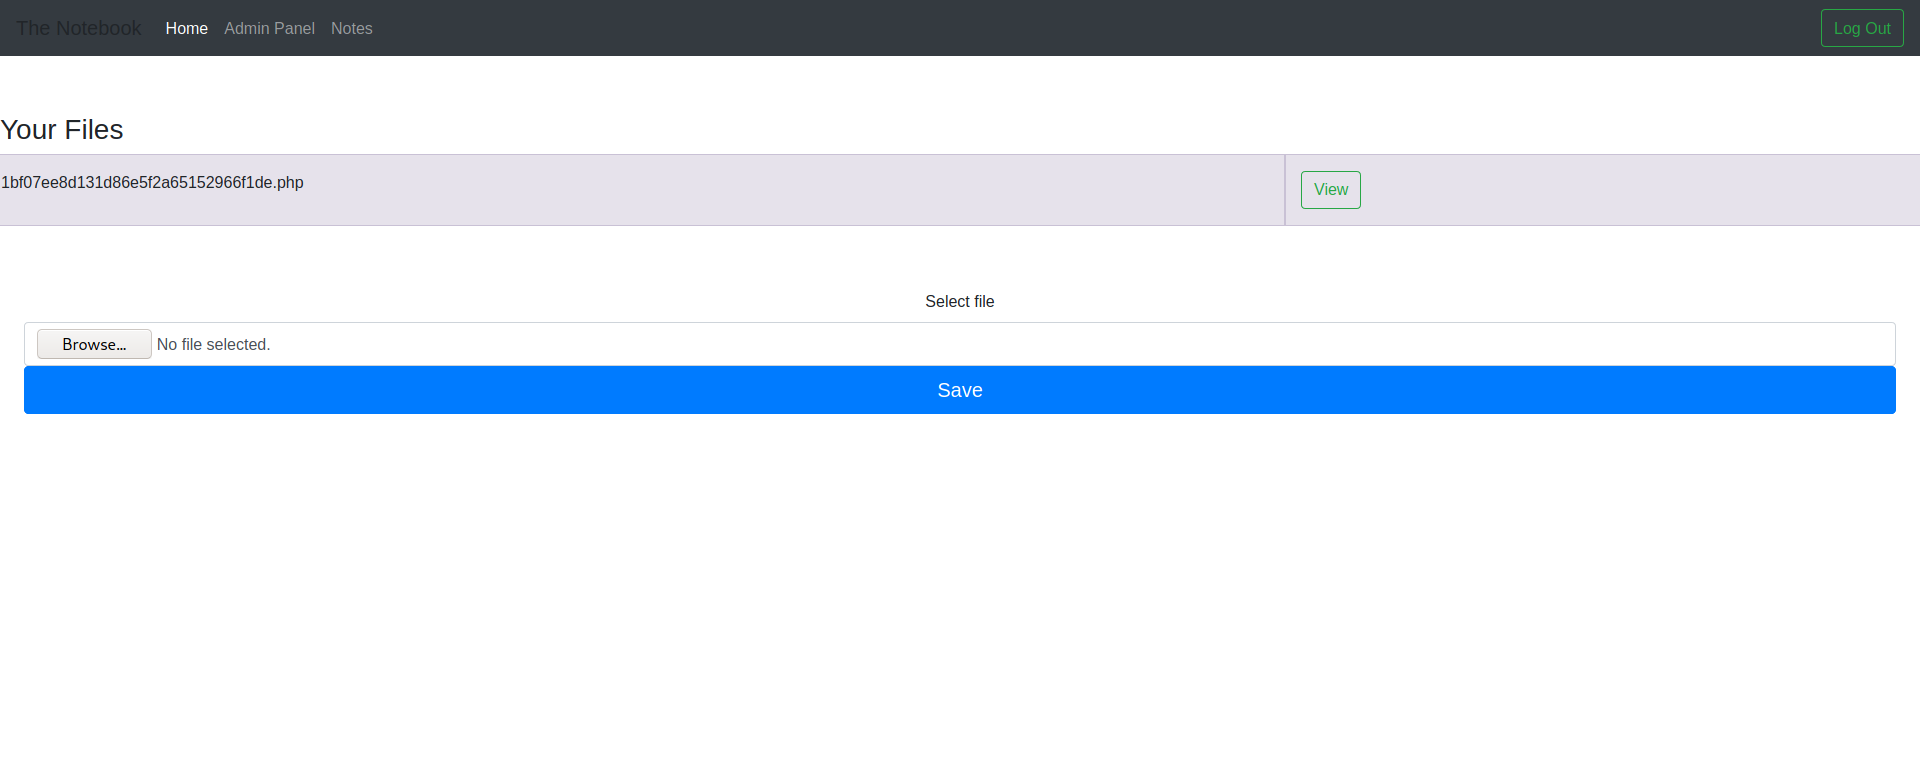 The Notebook Home Admin Panel Notes Log Out
Your Files
1bf07ee8d131d86e5f2a65152966f1de.php View
Select file
Browse... No file selected.
Save